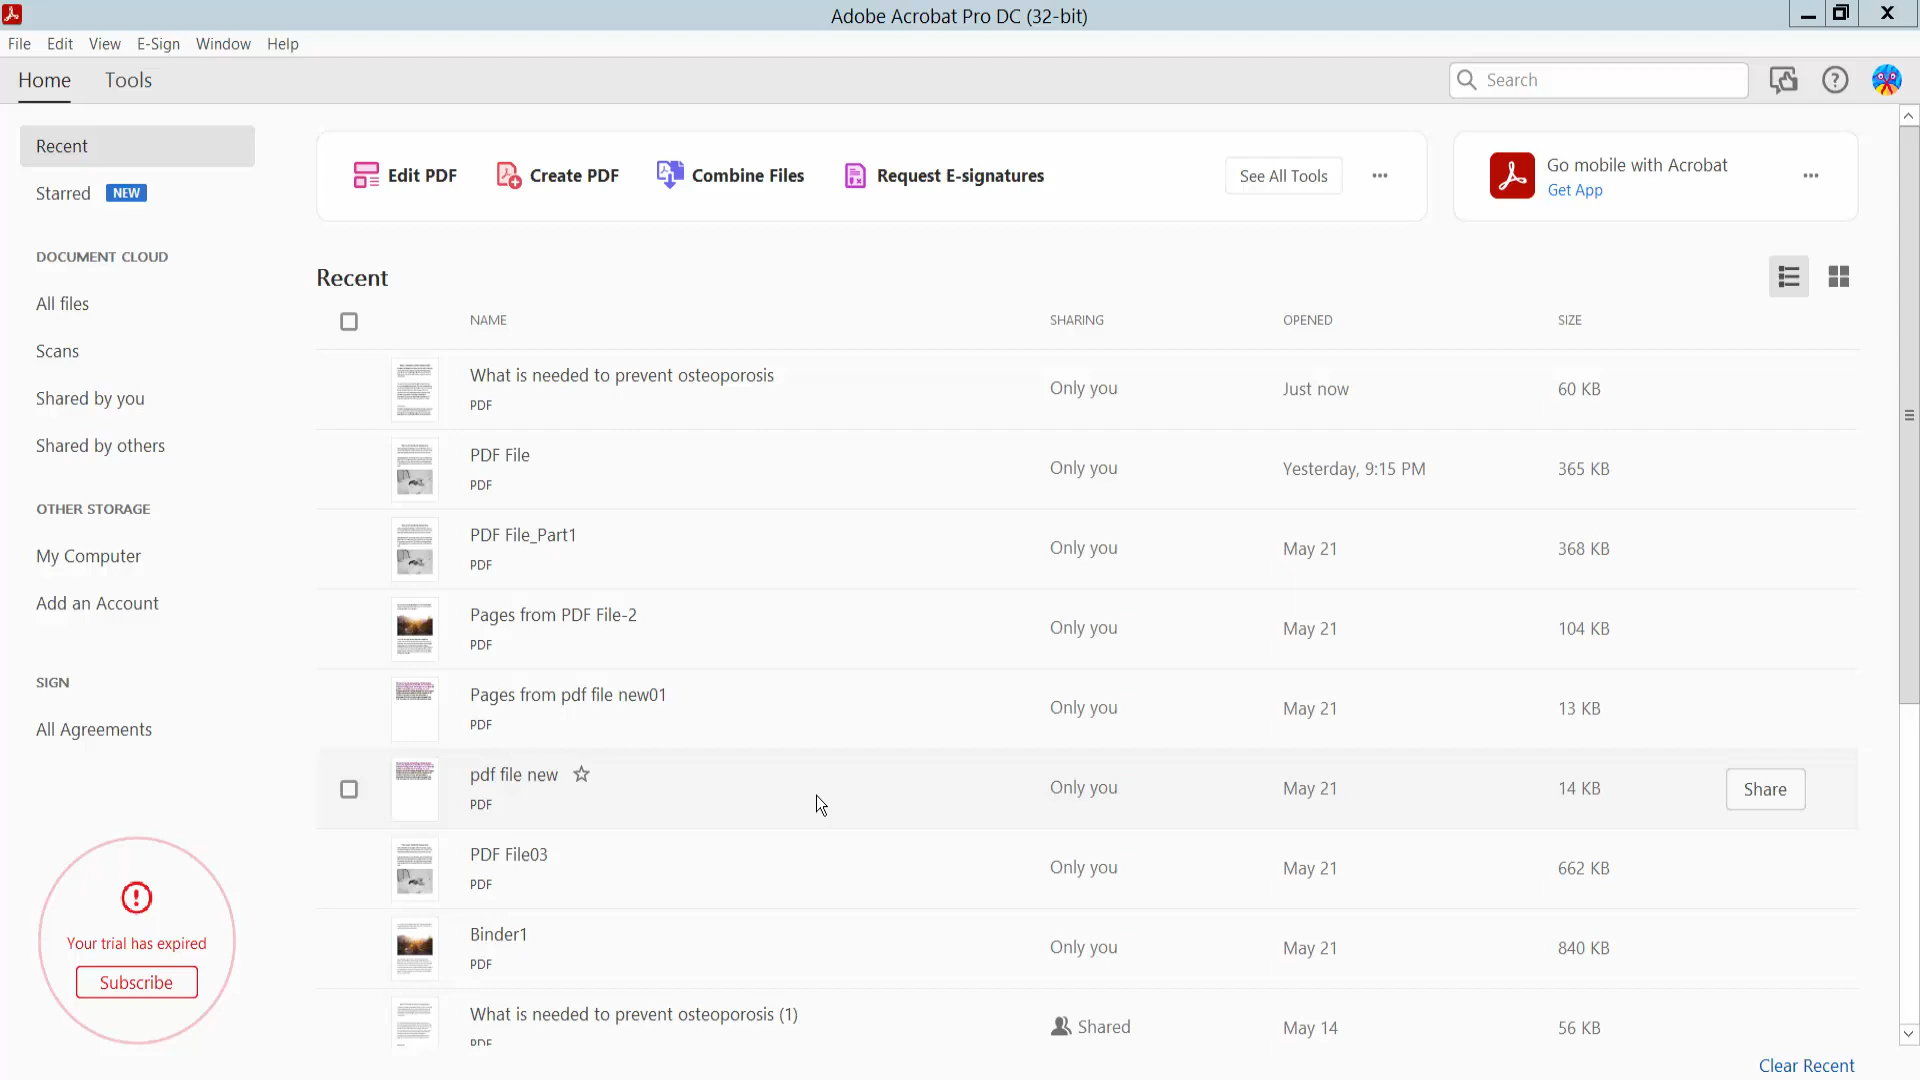 Adobe Acrobat Pro DC (32-bit)
File Edit View E-Sign Window Help
Home Tools
Search
Recent
Starred NEW
DOCUMENT CLOUD
All files
Scans
Shared by you
Shared by others
OTHER STORAGE
My Computer
Add an Account
SIGN
All Agreements
Your trial has expired
Subscribe
Edit PDF Create PDF Combine Files Request E-signatures See All Tools
Go mobile with Acrobat
Get App
Recent
NAME SHARING OPENED SIZE
What is needed to prevent osteoporosis
PDF
Only you Just now 60 KB
PDF File
PDF
Only you Yesterday, 9:15 PM 365 KB
PDF File_Part1
PDF
Only you May 21 368 KB
Pages from PDF File-2
PDF
Only you May 21 104 KB
Pages from pdf file new01
PDF
Only you May 21 13 KB
pdf file new
PDF
Only you May 21 14 KB Share
PDF File03
PDF
Only you May 21 662 KB
Binder1
PDF
Only you May 21 840 KB
What is needed to prevent osteoporosis (1)
PDF
Shared May 14 56 KB
Clear Recent